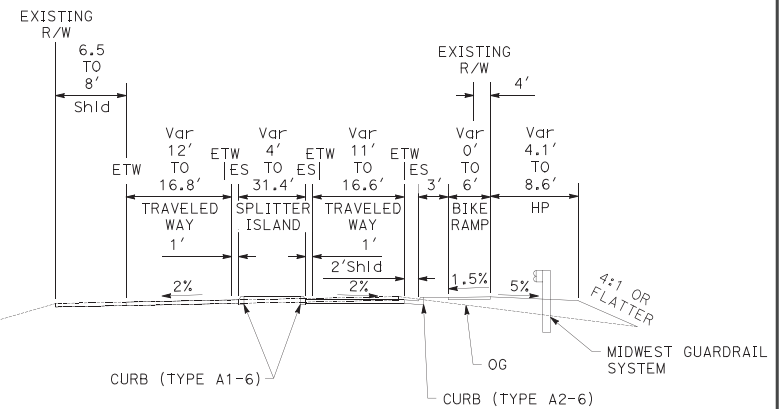 EXISTING
R/W
6.5
TO
8'
Shld
EXISTING
R/W
4'
Var
12'
TO
16.8'
Var
4'
TO
31.4'
Var
11'
TO
16.6'
Var
0'
TO
6'
Var
4.1'
TO
8.6'
ETW
ETW
ES
ETW
ES
ETW
ES
3'
TRAVELED
WAY
SPLITTER
ISLAND
TRAVELED
WAY
BIKE
RAMP
HP
1'
1'
2'Shld
2%
2%
1.5%
5%
4:1 OR
FLATTER
CURB (TYPE A1-6)
OG
CURB (TYPE A2-6)
MIDWEST GUARDRAIL
SYSTEM